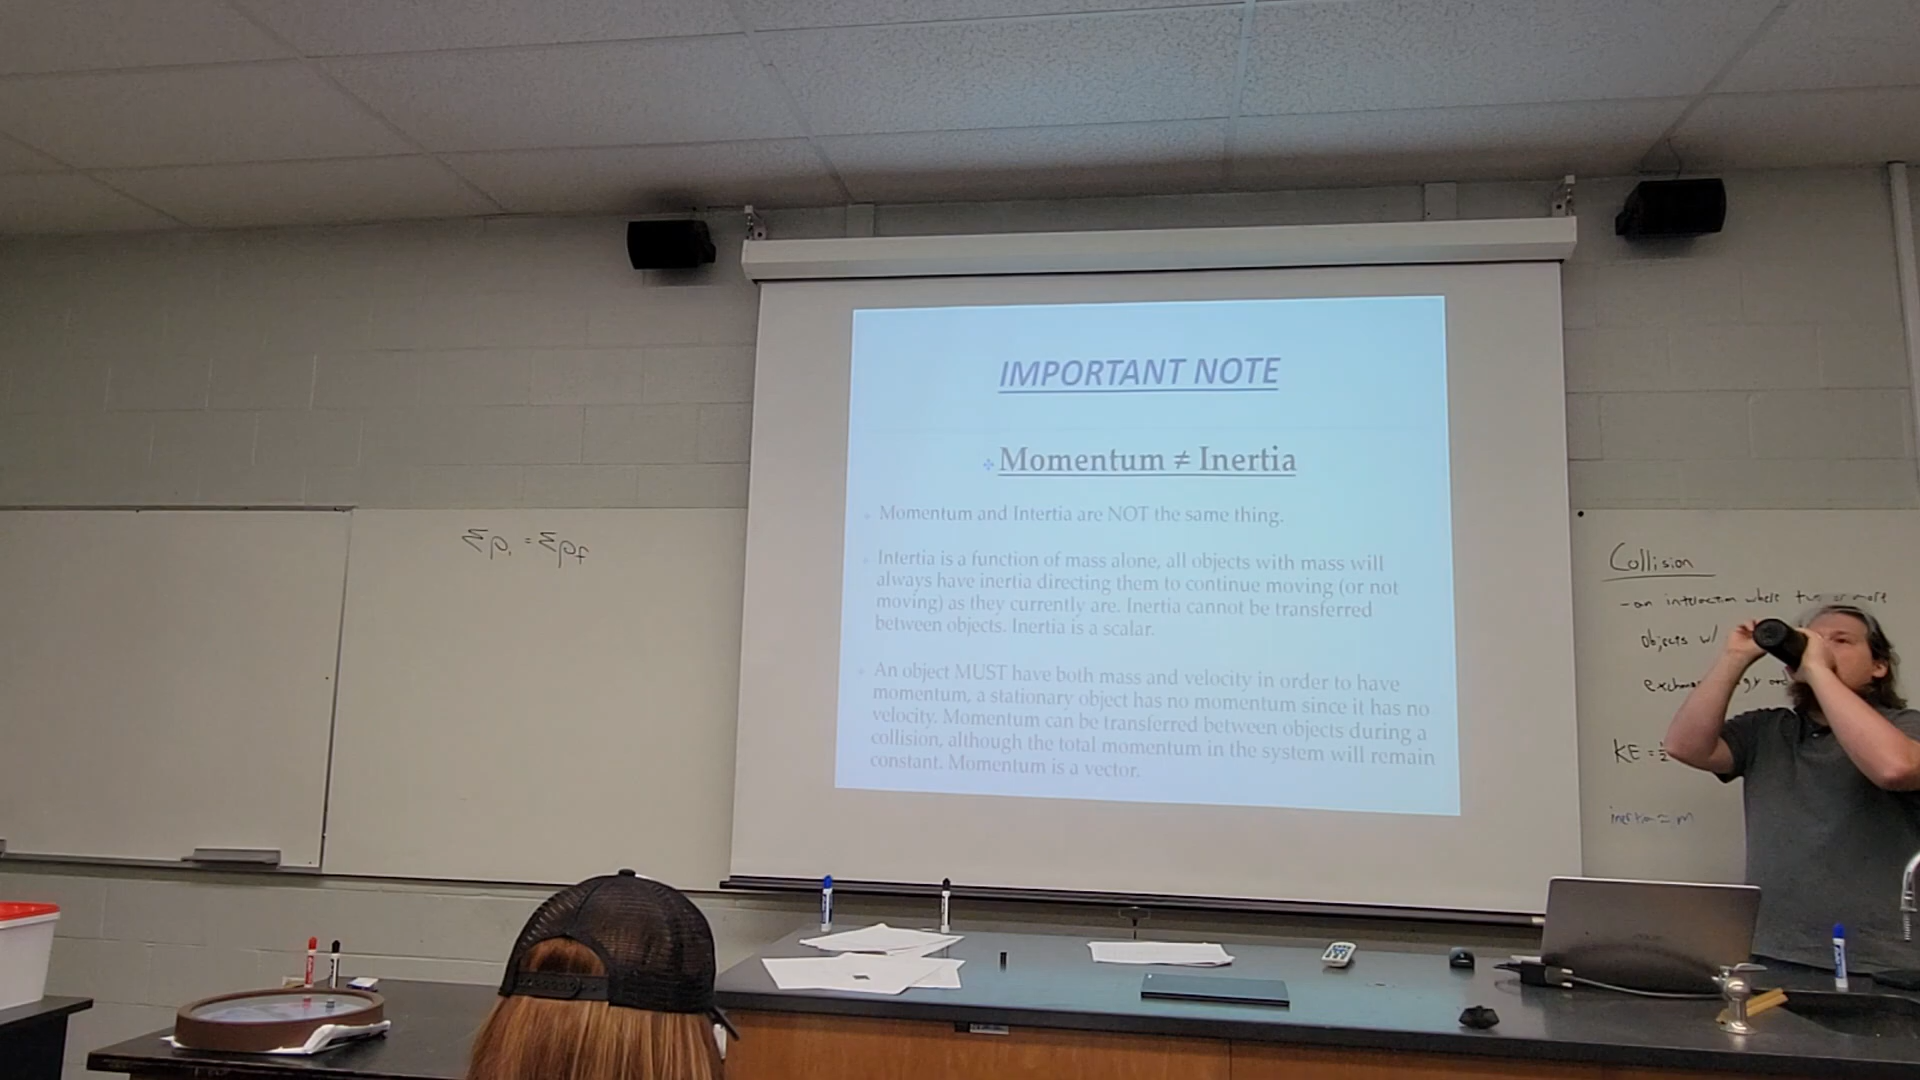 IMPORTANT NOTE
Momentum ≠ Inertia
Momentum and Intertia are NOT the same thing.
Intertia is a function of mass alone, all objects with mass will
always have inertia directing them to continue moving (or not
moving) as they currently are. Inertia cannot be transferred
between objects. Inertia is a scalar.
An object MUST have both mass and velocity in order to have
momentum, a stationary object has no momentum since it has no
velocity. Momentum can be transferred between objects during a
collision, although the total momentum in the system will remain
constant. Momentum is a vector.
Σpᵢ = Σp_f
Collision
- an interaction where two or more
Objects w/
KE = ½
inertia = m